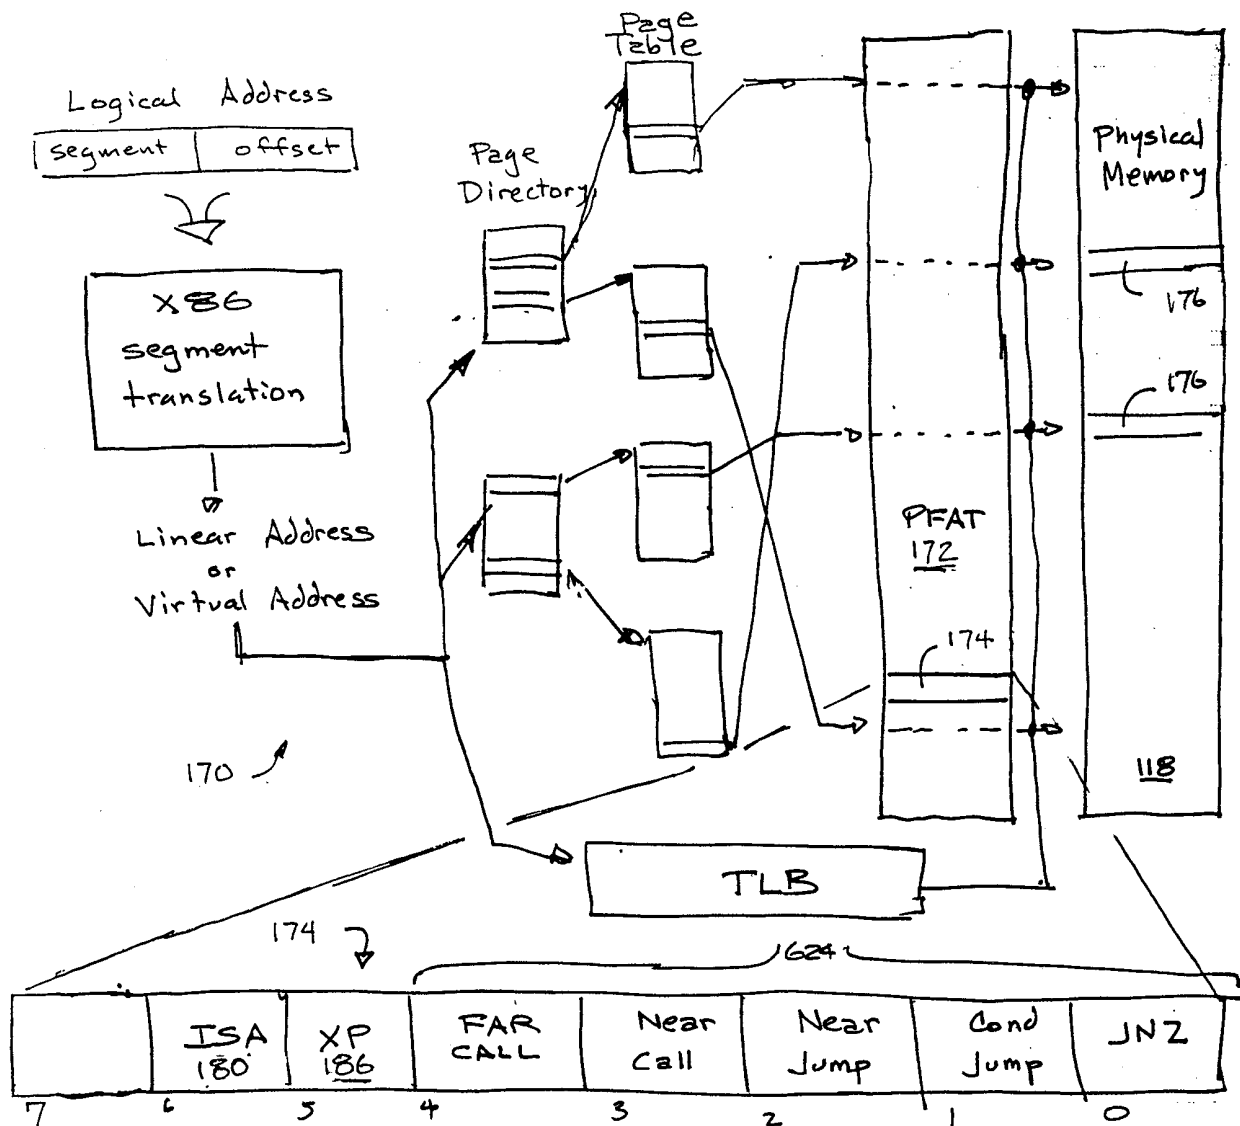 Page
Table
Logical Address
segment offset
Page
Directory
Physical
Memory
X86
segment
translation
176
176
Linear Address
or
Virtual Address
PFAT
172
174
170
118
TLB
174
1624
ISA
180
XP
186
FAR
CALL
Near
Call
Near
Jump
Cond
Jump
JNZ
7 6 5 4 3 2 1 0